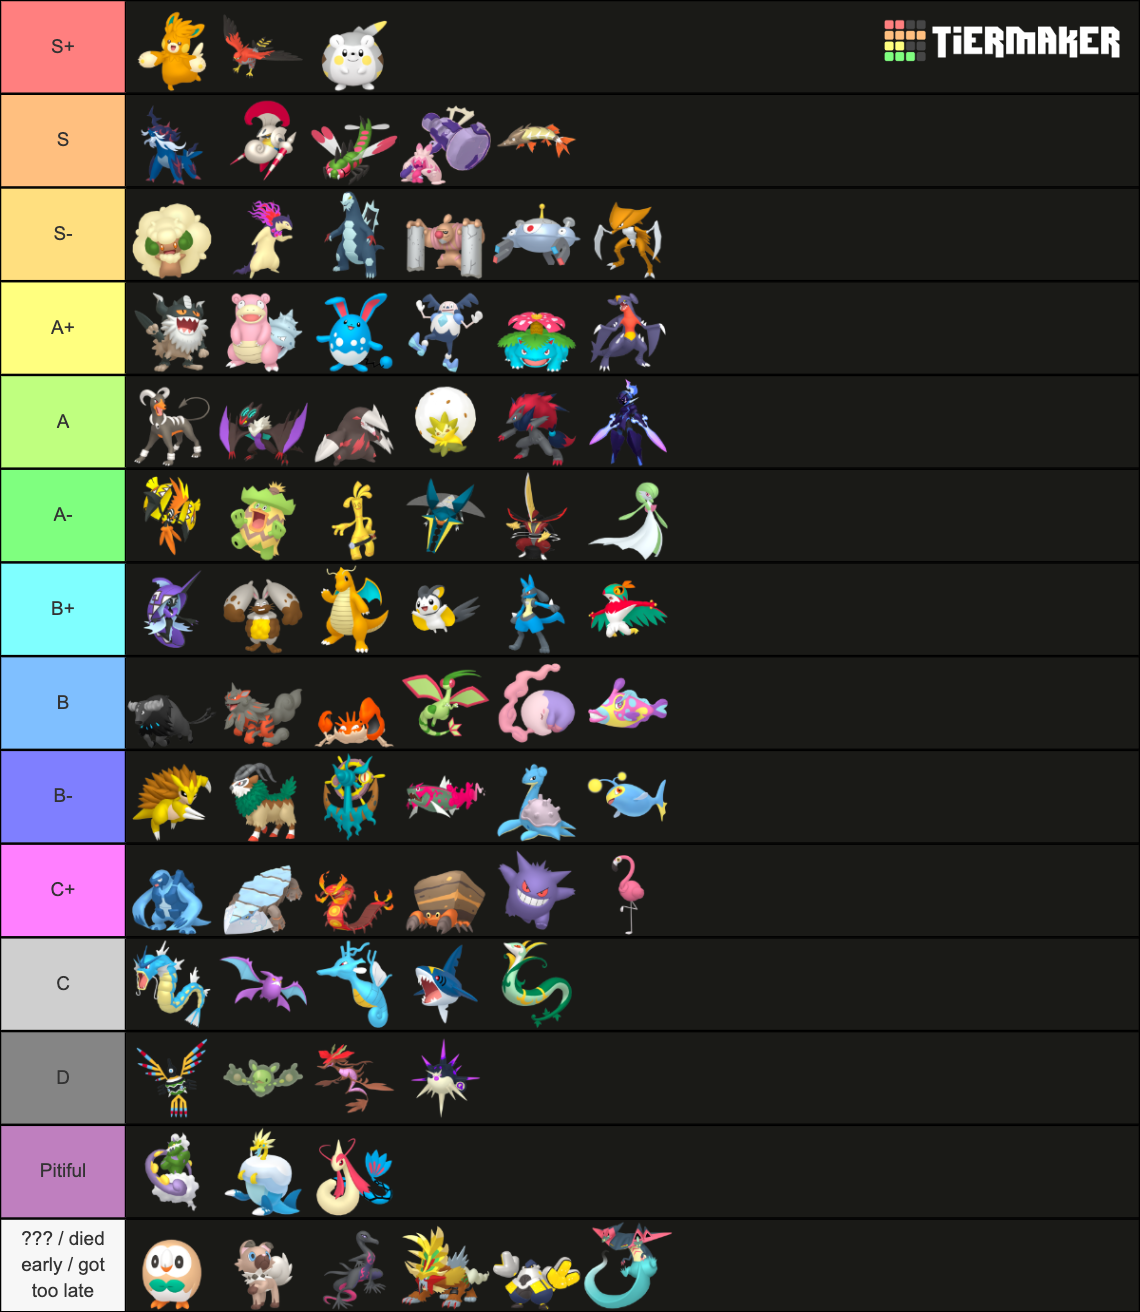 S+
TiERMAKER
S
S-
A+
A
A-
B+
B
B-
C+
C
D
Pitiful
??? / died
early / got
too late